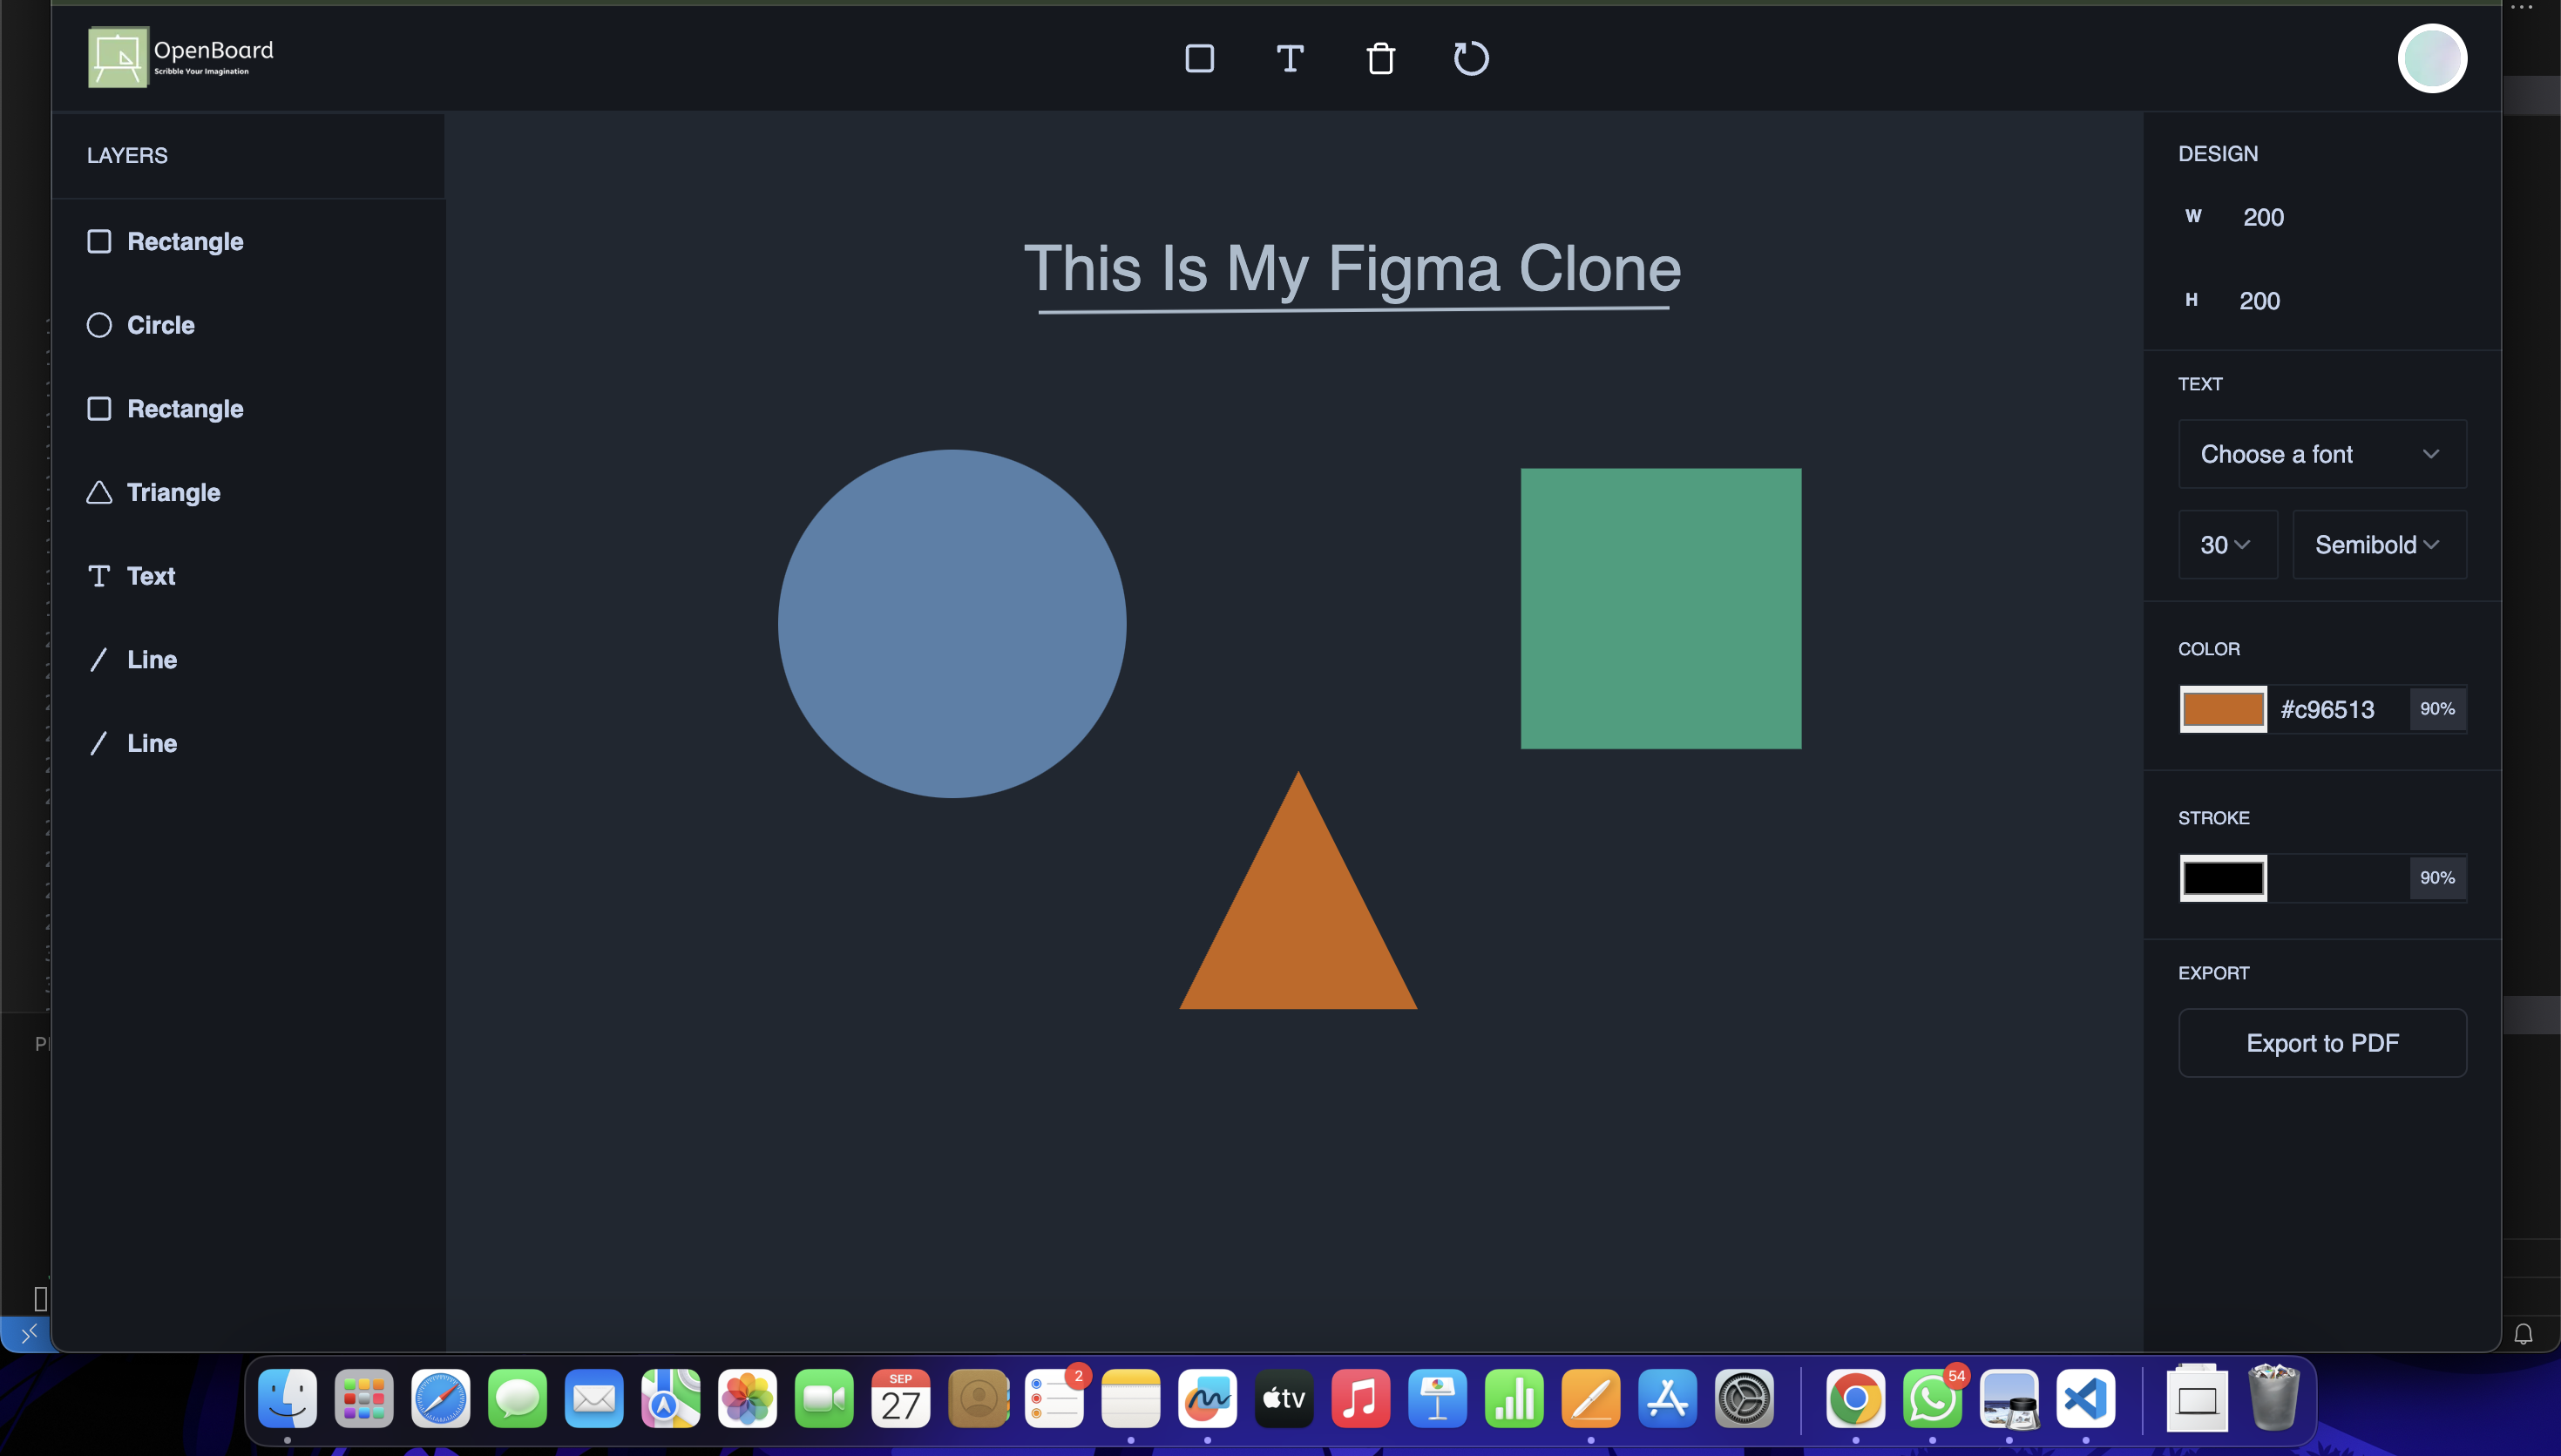 OpenBoard
Scribble Your Imagination
T
LAYERS
Rectangle
Circle
Rectangle
Triangle
T Text
Line
Line
This Is My Figma Clone
DESIGN
W 200
H 200
TEXT
Choose a font
30 Semibold
COLOR
#c96513 90%
STROKE
90%
EXPORT
Export to PDF
SEP
27
2
tv
54